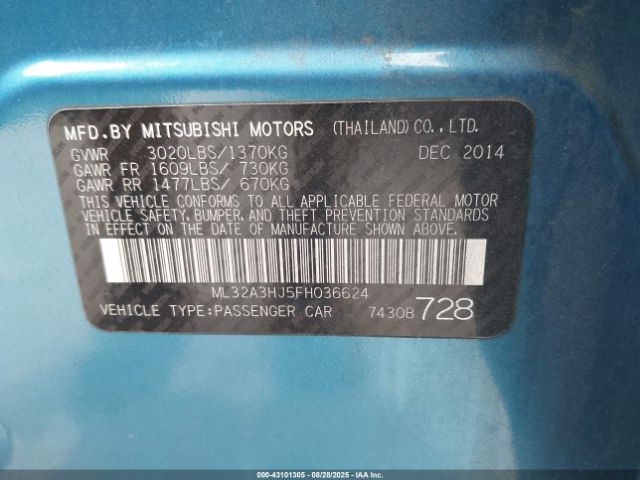 MFD.BY MITSUBISHI MOTORS (THAILAND)CO.,LTD.
GVWR 3020LBS/1370KG DEC 2014
GAWR FR 1609LBS/ 730KG
GAWR RR 1477LBS/ 670KG
THIS VEHICLE CONFORMS TO ALL APPLICABLE FEDERAL MOTOR
VEHICLE SAFETY, BUMPER, AND THEFT PREVENTION STANDARDS
IN EFFECT ON THE DATE OF MANUFACTURE SHOWN ABOVE.
ML32A3HJ5FH036624
VEHICLE TYPE:PASSENGER CAR 7430B 728
000-43101305 - 08/28/2025 - IAAI.COM